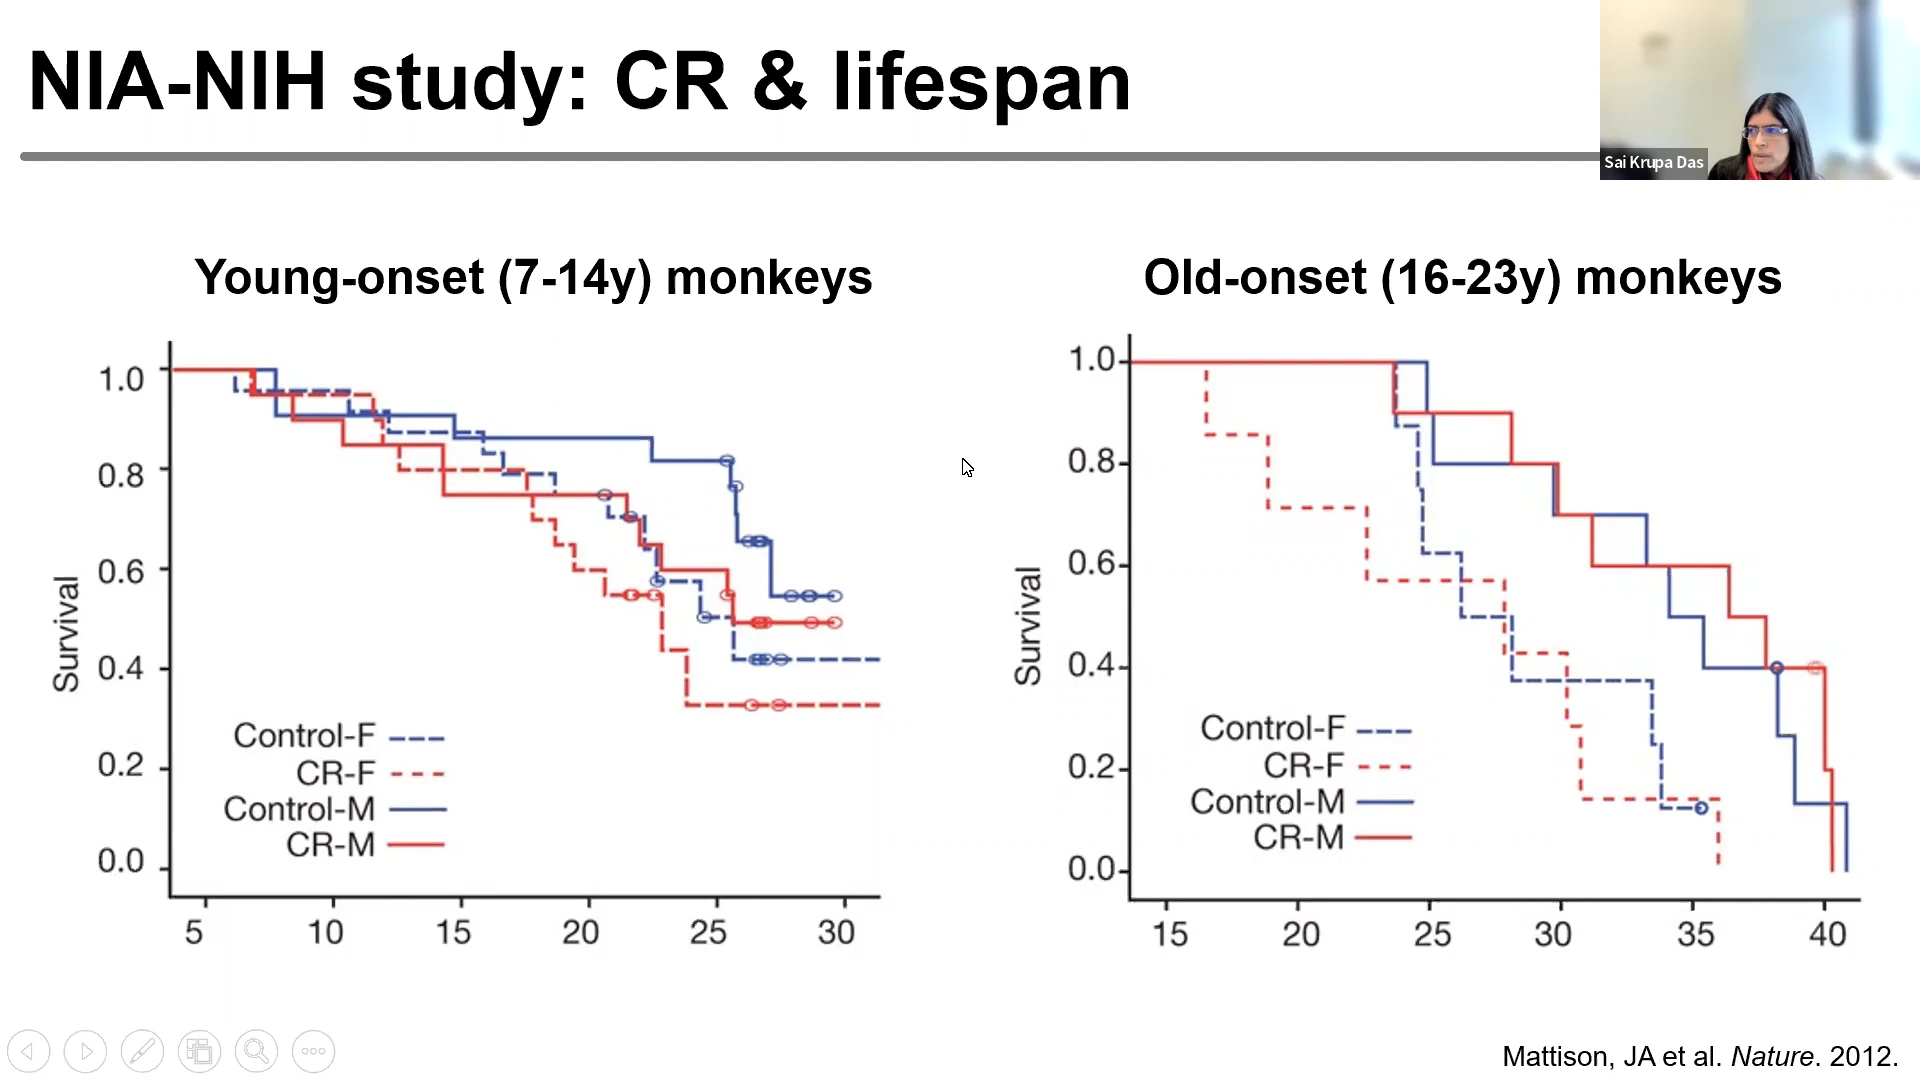 NIA-NIH study: CR & lifespan
Sai Krupa Das
Young-onset (7-14y) monkeys
1.0
0.8
0.6
0.4
0.2
0.0
Survival
Control-F
CR-F
Control-M
CR-M
5 10 15 20 25 30
Old-onset (16-23y) monkeys
1.0
0.8
0.6
0.4
0.2
0.0
Survival
Control-F
CR-F
Control-M
CR-M
15 20 25 30 35 40
Mattison, JA et al. Nature. 2012.